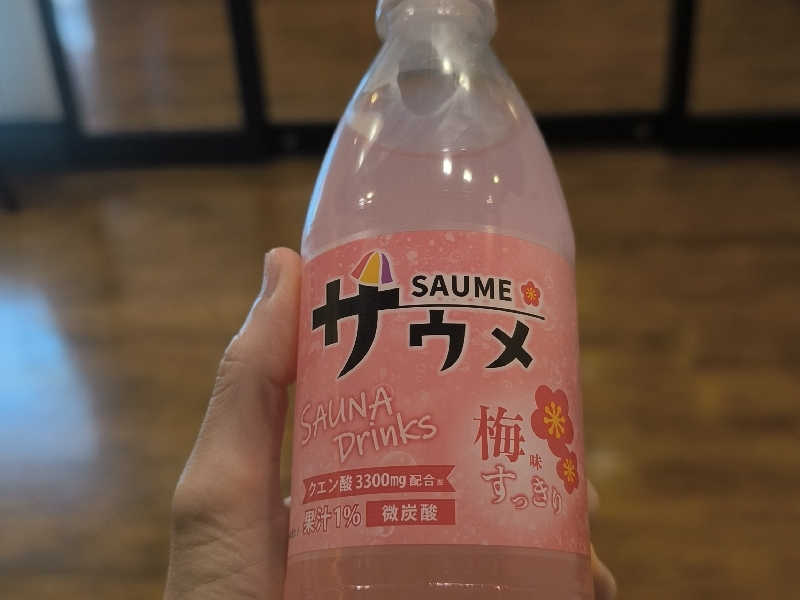 SAUME
ザウメ
SAUNA
Drinks
梅味
すっきり
クエン酸3300mg配合※
果汁1%
微炭酸